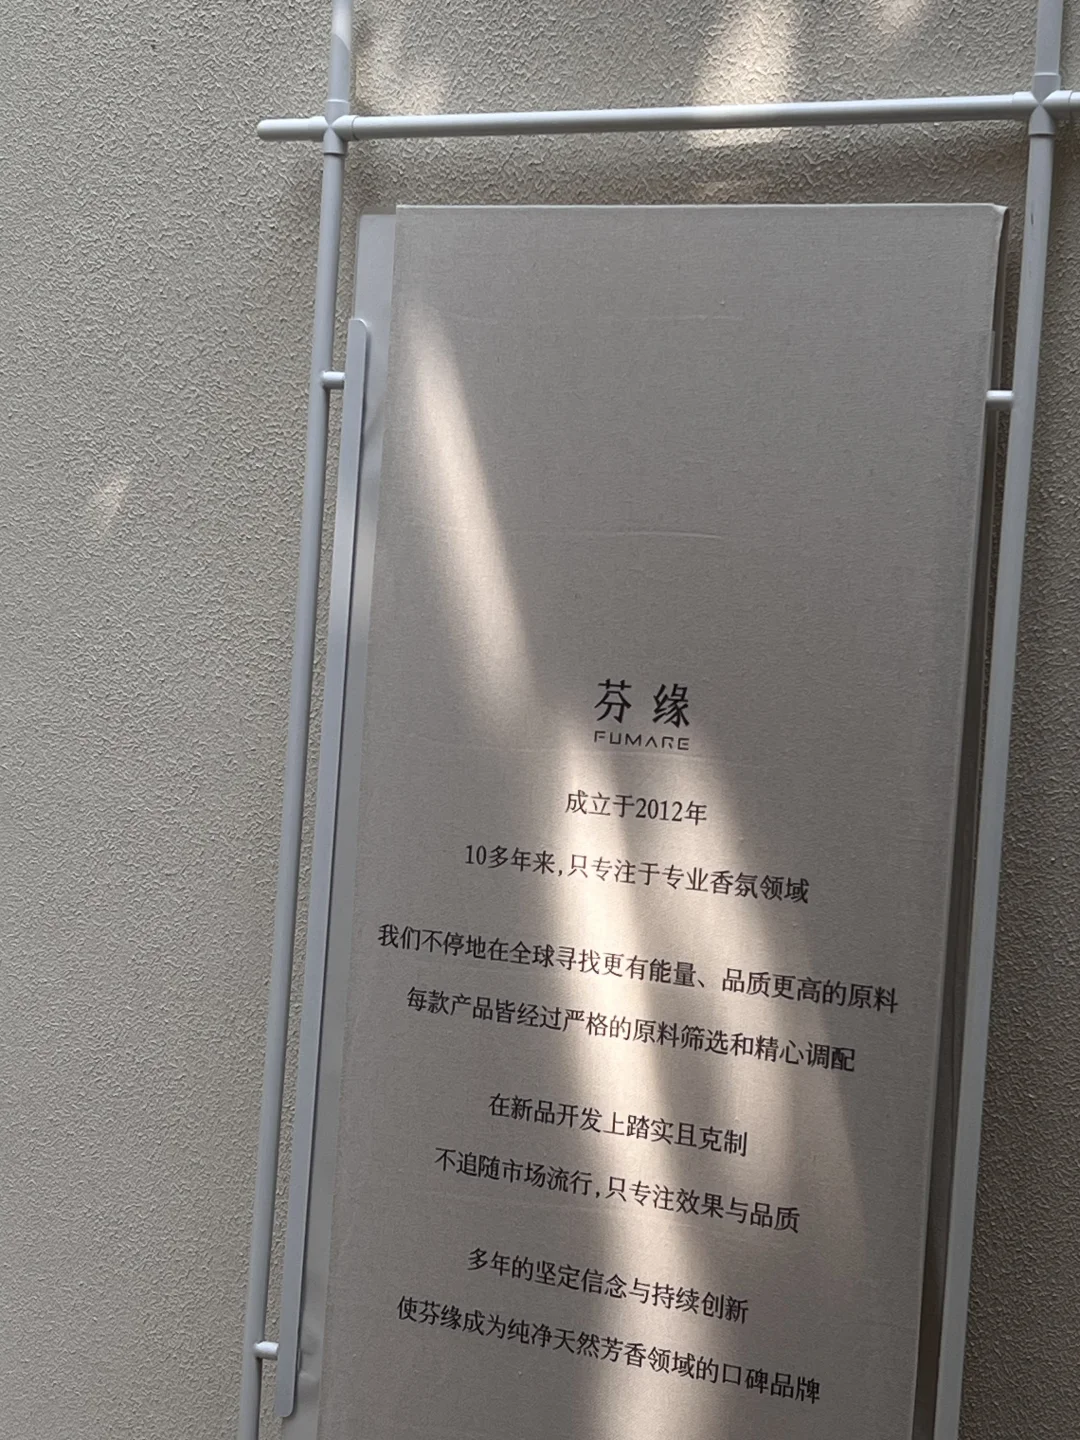 芬缘
FUMARE
成立于2012年
10多年来,只专注于专业香氛领域
我们不停地在全球寻找更有能量、品质更高的原料
每款产品皆经过严格的原料筛选和精心调配
在新品开发上踏实且克制
不追随市场流行,只专注效果与品质
多年的坚定信念与持续创新
使芬缘成为纯净天然芳香领域的口碑品牌